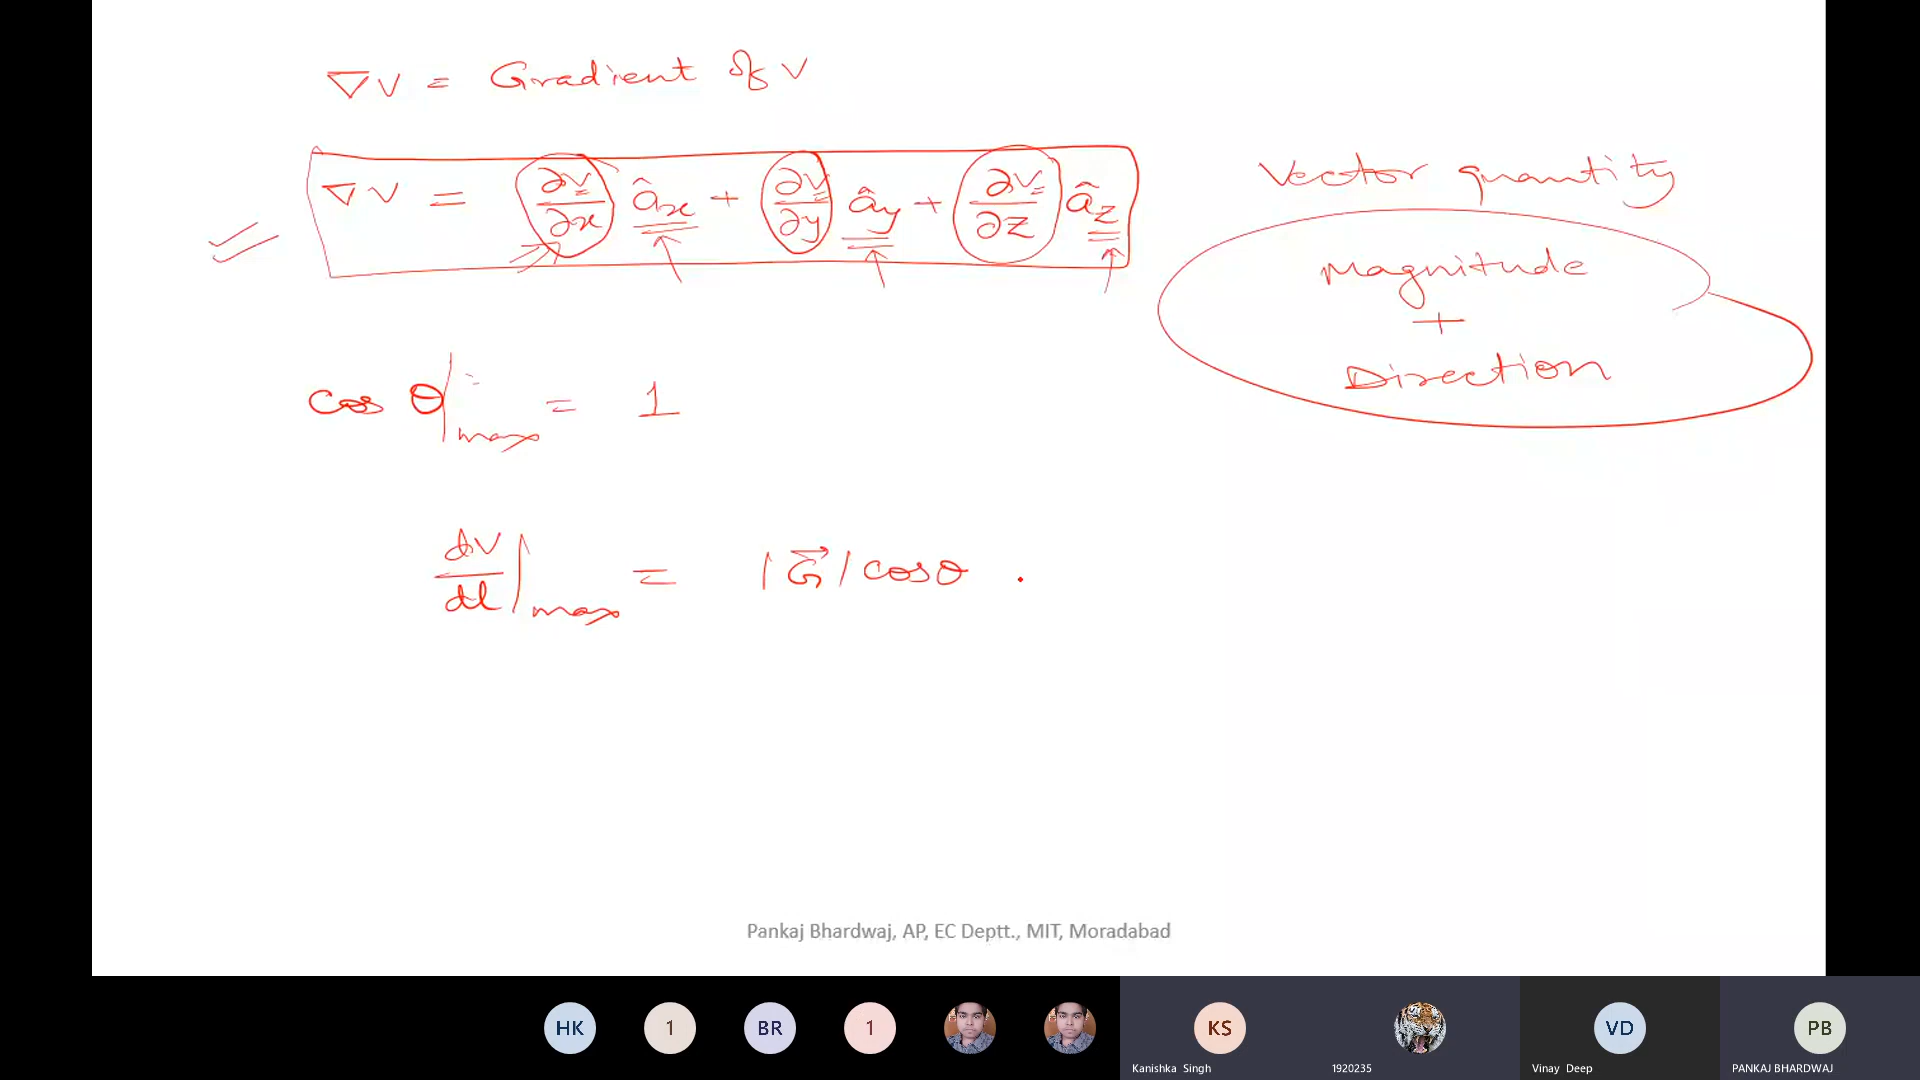 ∇V = Gradient of V
∇V = ∂V/∂x âx + ∂V/∂y ây + ∂V/∂z âz
Vector quantity
Magnitude
+
Direction
cos θ|max = 1
dV/dl|max = |G⃗| cosθ .
Pankaj Bhardwaj, AP, EC Deptt., MIT, Moradabad
HK 1 BR 1 KS VD PB
Kanishka Singh 1920235 Vinay Deep PANKAJ BHARDWAJ